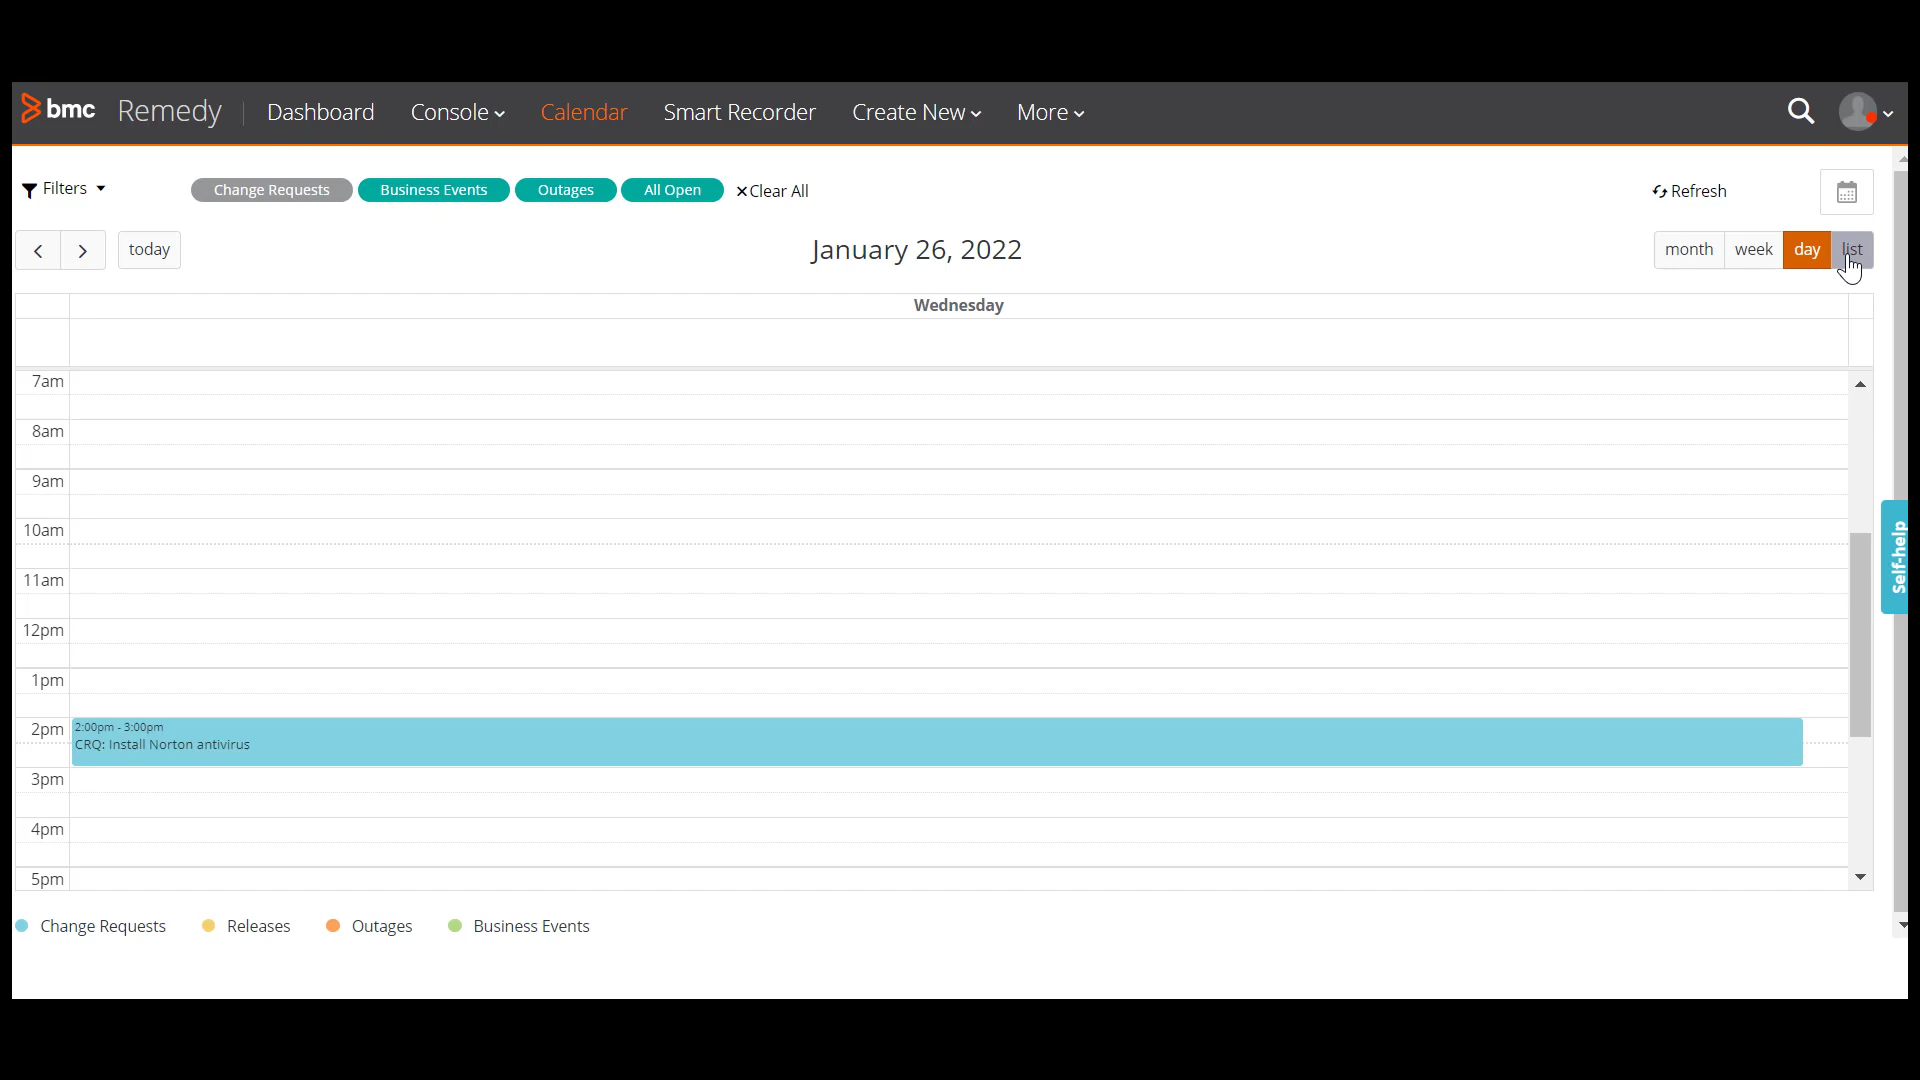 bmc Remedy Dashboard Console Calendar Smart Recorder Create New More
Filters Change Requests Business Events Outages All Open Clear All Refresh
today January 26, 2022 month week day list
Wednesday
7am
8am
9am
10am
11am
12pm
1pm
2pm 2:00pm - 3:00pm
CRQ: Install Norton antivirus
3pm
4pm
5pm
Self-help
Change Requests Releases Outages Business Events